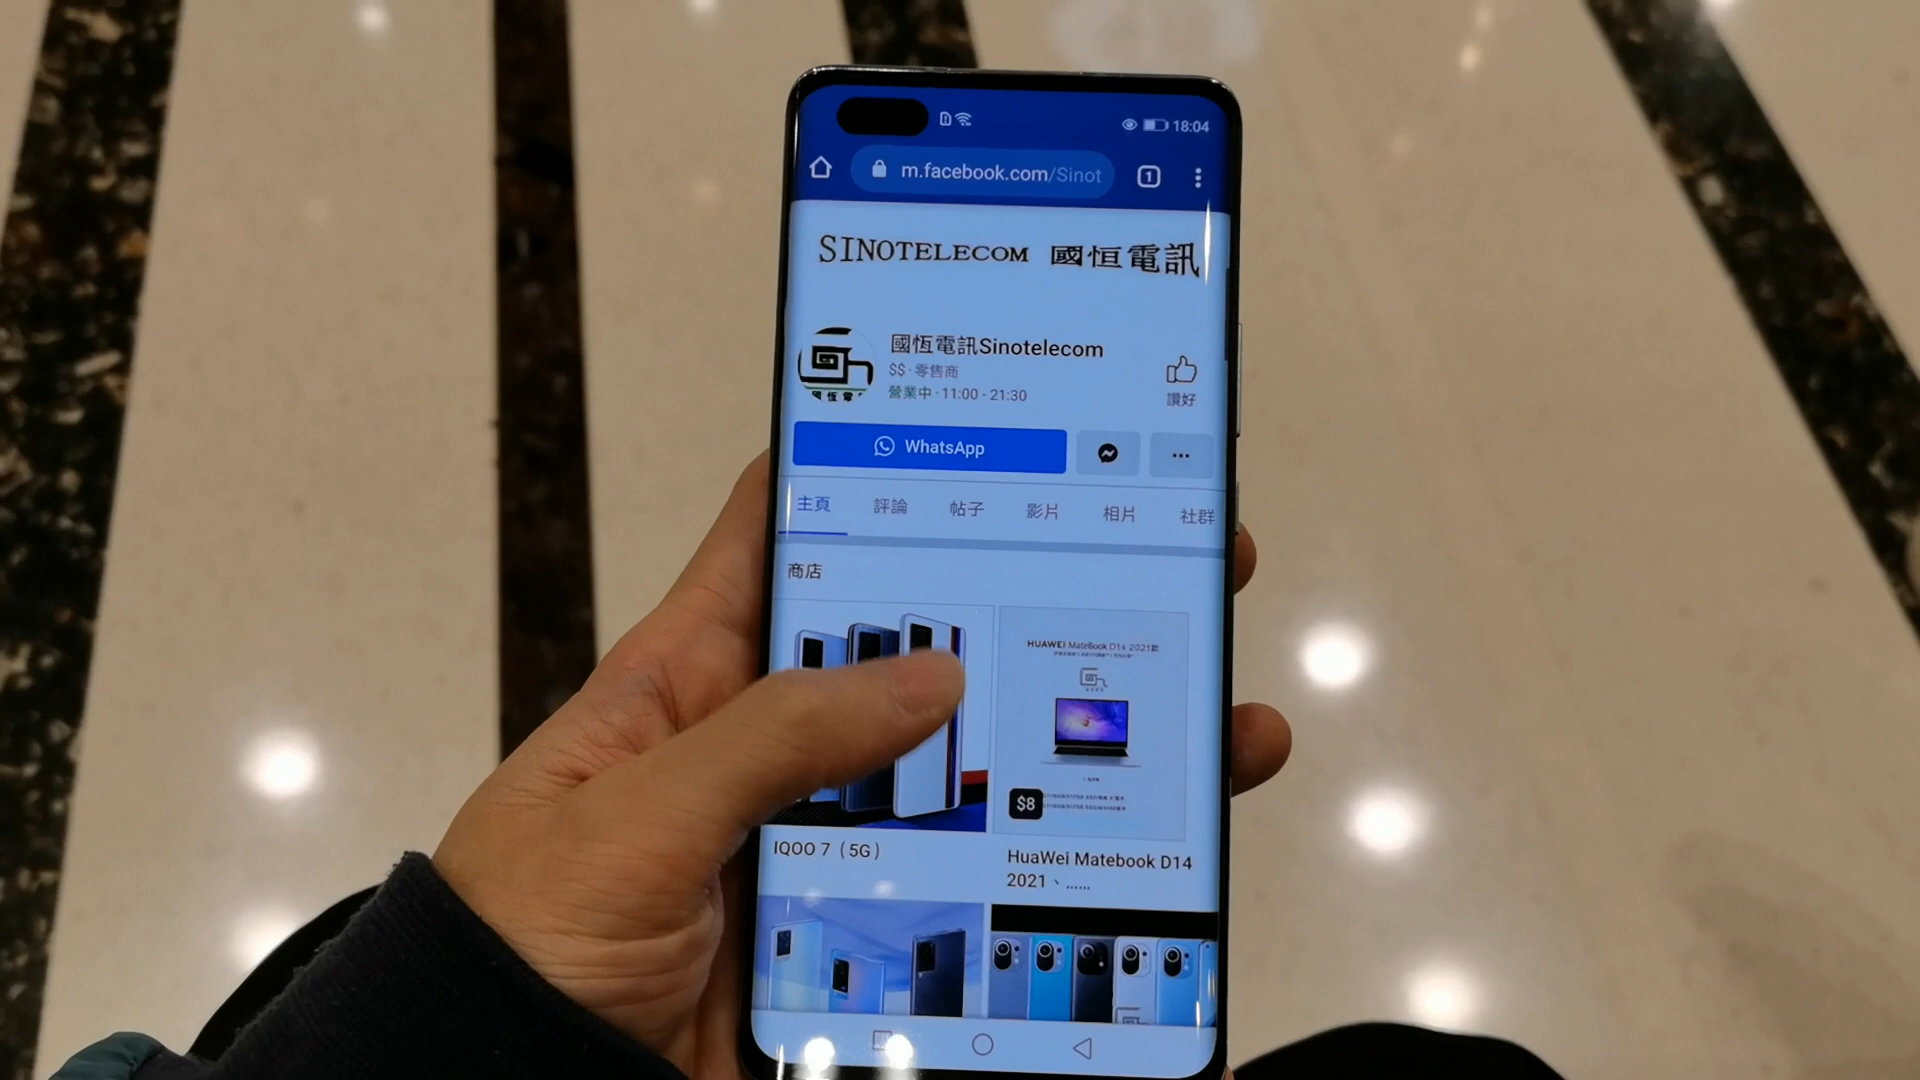 18:04
m.facebook.com/Sinot
1
SINOTELECOM 國恒電訊
國恆電訊Sinotelecom
$$·零售商
營業中·11:00 - 21:30
讚好
WhatsApp
主頁 評論 帖子 影片 相片 社群
商店
HUAWEI MateBook D14 2021款
$8
IQOO 7（5G）
HuaWei Matebook D14
2021、......